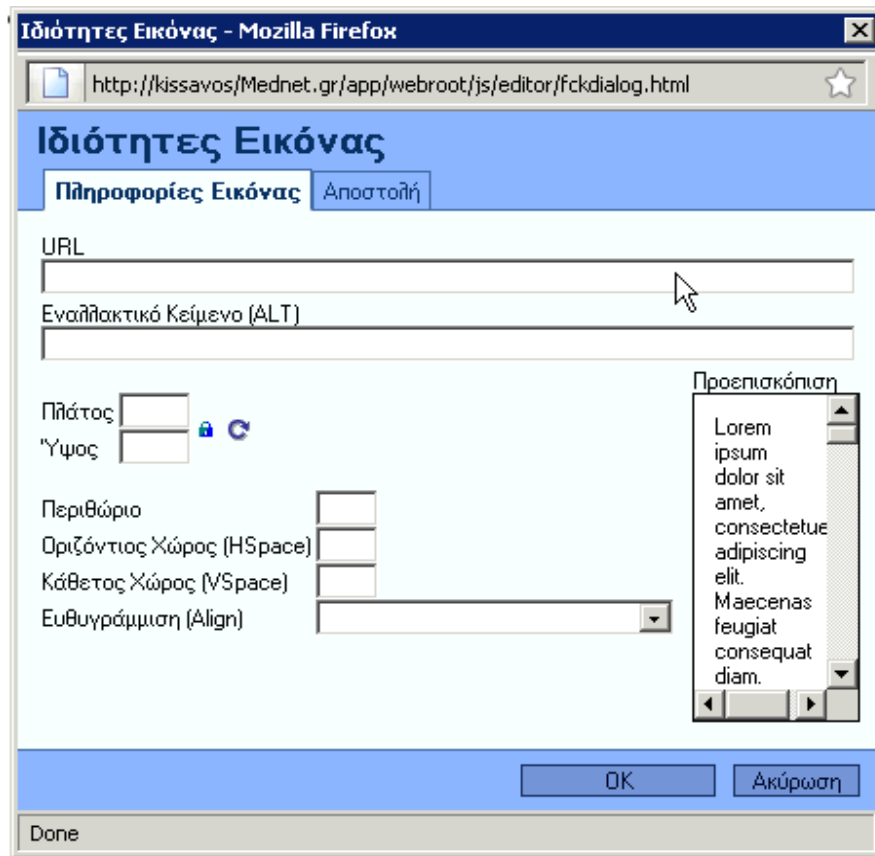 Ιδιότητες Εικόνας - Mozilla Firefox
http://kissavos/Mednet.gr/app/webroot/js/editor/fckdialog.html
Ιδιότητες Εικόνας
Πληροφορίες Εικόνας Αποστολή
URL
Εναλλακτικό Κείμενο (ALT)
Προεπισκόπιση
Πλάτος
Ύψος
Περιθώριο
Οριζόντιος Χώρος (HSpace)
Κάθετος Χώρος (VSpace)
Ευθυγράμμιση (Align)
Lorem
ipsum
dolor sit
amet,
consectetue
adipiscing
elit.
Maecenas
feugiat
consequat
diam.
OK Ακύρωση
Done